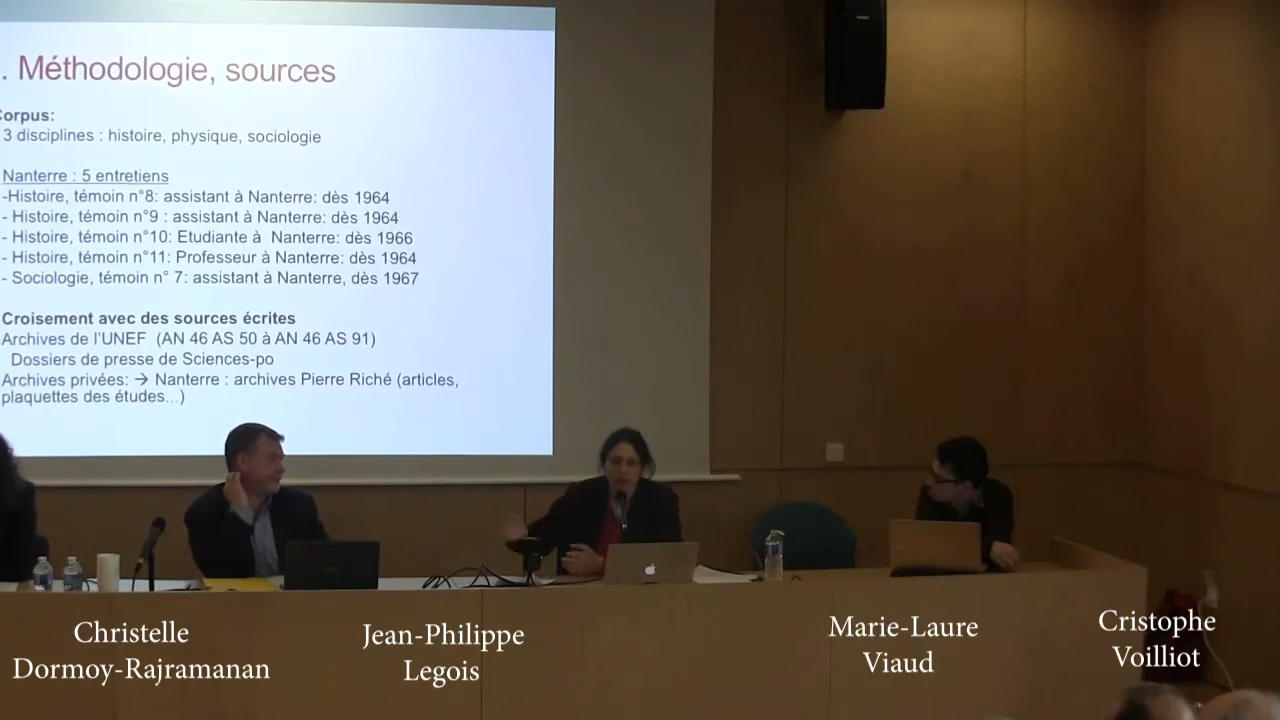 . Méthodologie, sources
Corpus:
3 disciplines : histoire, physique, sociologie
Nanterre : 5 entretiens
-Histoire, témoin n°8: assistant à Nanterre: dès 1964
- Histoire, témoin n°9 : assistant à Nanterre: dès 1964
- Histoire, témoin n°10: Etudiante à Nanterre: dès 1966
- Histoire, témoin n°11: Professeur à Nanterre: dès 1964
- Sociologie, témoin n° 7: assistant à Nanterre, dès 1967
Croisement avec des sources écrites
Archives de l'UNEF (AN 46 AS 50 à AN 46 AS 91)
Dossiers de presse de Sciences-po
Archives privées: → Nanterre : archives Pierre Riché (articles,
plaquettes des études...)
Christelle
Dormoy-Rajramanan
Jean-Philippe
Legois
Marie-Laure
Viaud
Cristophe
Voilliot